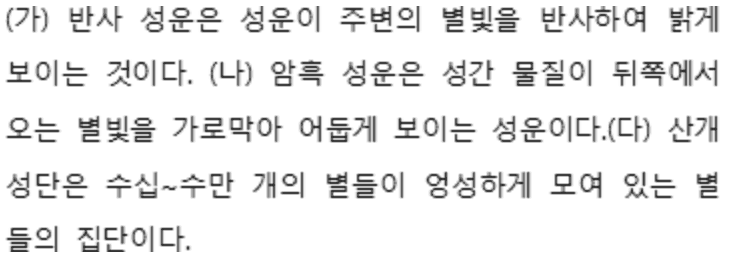 (가) 반사 성운은 성운이 주변의 별빛을 반사하여 밝게
보이는 것이다. (나) 암흑 성운은 성간 물질이 뒤쪽에서
오는 별빛을 가로막아 어둡게 보이는 성운이다.(다) 산개
성단은 수십~수만 개의 별들이 엉성하게 모여 있는 별
들의 집단이다.